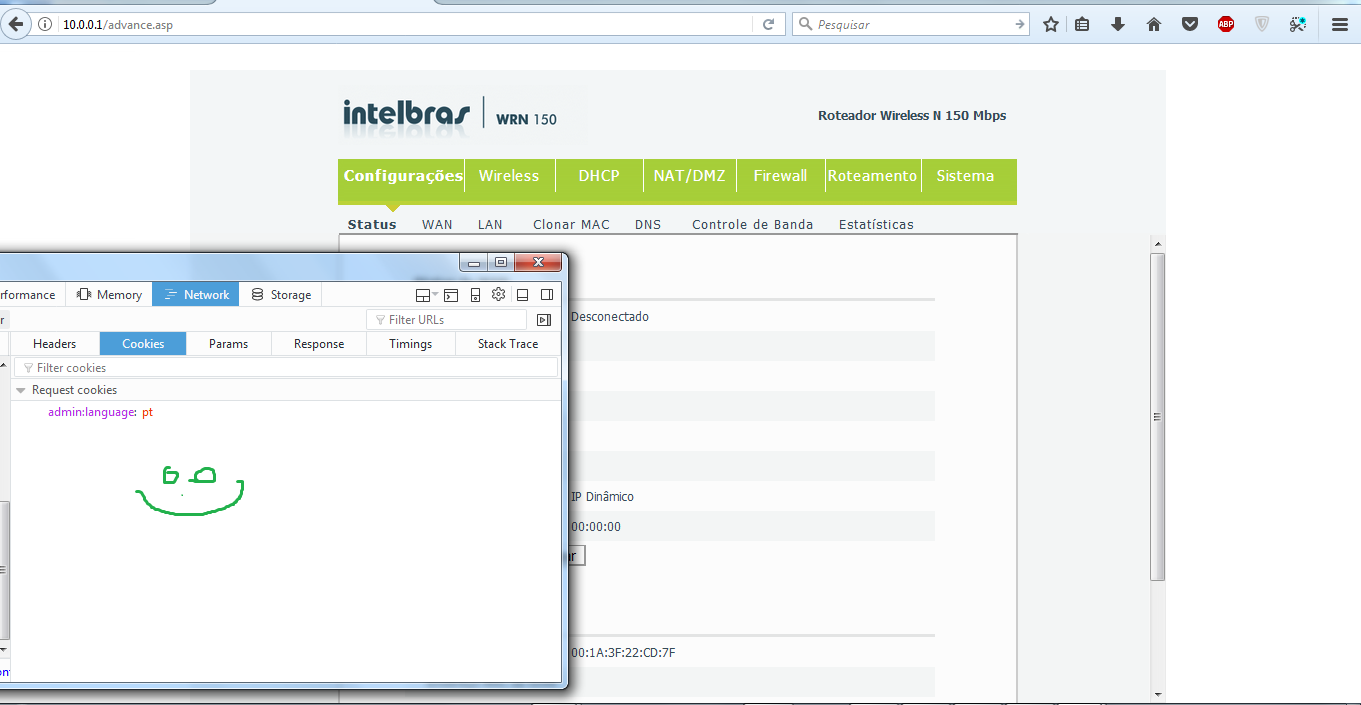 10.0.0.1/advance.asp
Pesquisar
ABP
intelbras WRN 150
Roteador Wireless N 150 Mbps
Configurações Wireless DHCP NAT/DMZ Firewall Roteamento Sistema
Status WAN LAN Clonar MAC DNS Controle de Banda Estatísticas
rformance Memory Network Storage
r Filter URLs
Headers Cookies Params Response Timings Stack Trace
Filter cookies
Request cookies
admin:language: pt
Desconectado
IP Dinâmico
00:00:00
ar
00:1A:3F:22:CD:7F